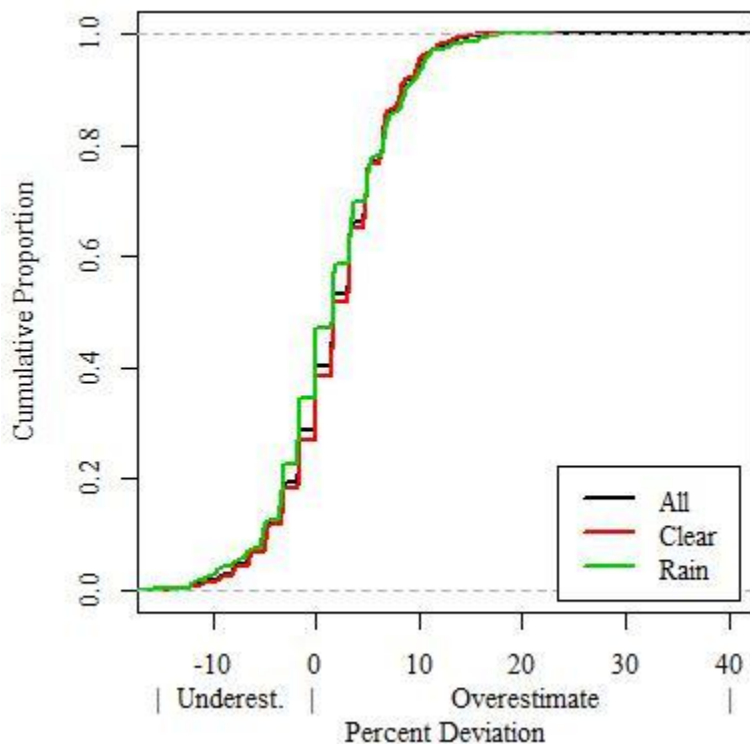 Cumulative Proportion
1.0
0.8
0.6
0.4
0.2
0.0
All
Clear
Rain
-10 0 10 20 30 40
| Underest. | Overestimate |
Percent Deviation